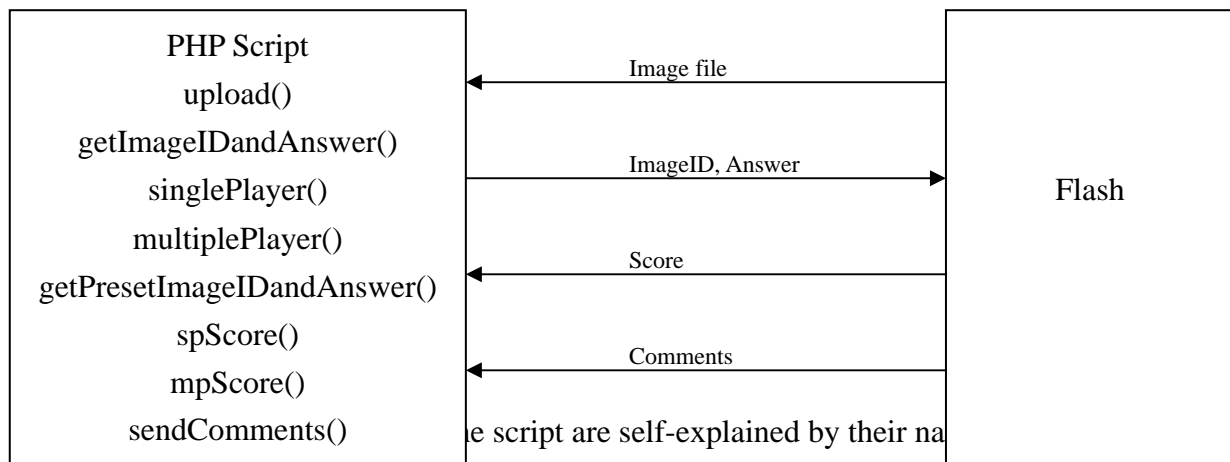 PHP Script
upload()
getImageIDandAnswer()
singlePlayer()
multiplePlayer()
getPresetImageIDandAnswer()
spScore()
mpScore()
sendComments()
Image file
ImageID, Answer
Score
Comments
Flash
script are self-explained by their